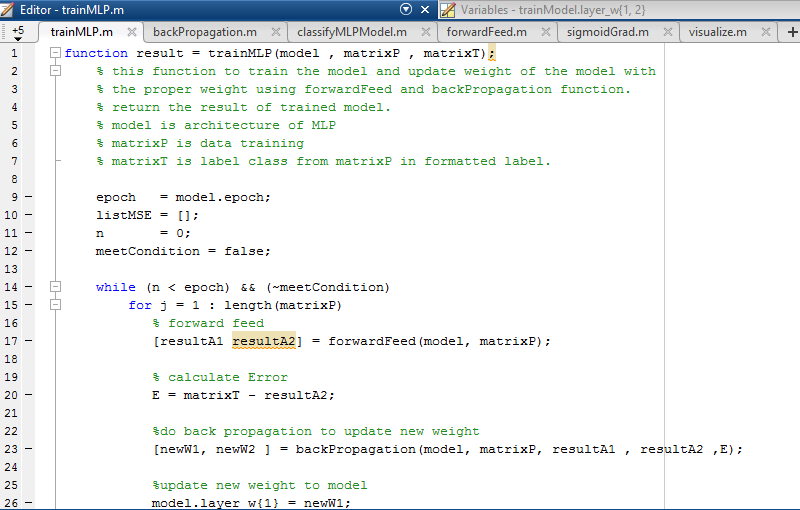 Editor - trainMLP.m
Variables - trainModel.layer_w{1, 2}
+5 trainMLP.m backPropagation.m classifyMLPModel.m forwardFeed.m sigmoidGrad.m visualize.m
1 function result = trainMLP(model , matrixP , matrixT);
2 % this function to train the model and update weight of the model with
3 % the proper weight using forwardFeed and backPropagation function.
4 % return the result of trained model.
5 % model is architecture of MLP
6 % matrixP is data training
7 % matrixT is label class from matrixP in formatted label.
8
9 epoch = model.epoch;
10 listMSE = [];
11 n = 0;
12 meetCondition = false;
13
14 while (n < epoch) && (~meetCondition)
15 for j = 1 : length(matrixP)
16 % forward feed
17 [resultA1 resultA2] = forwardFeed(model, matrixP);
18
19 % calculate Error
20 E = matrixT - resultA2;
21
22 %do back propagation to update new weight
23 [newW1, newW2 ] = backPropagation(model, matrixP, resultA1 , resultA2 ,E);
24
25 %update new weight to model
26 model.layer_w{1} = newW1;